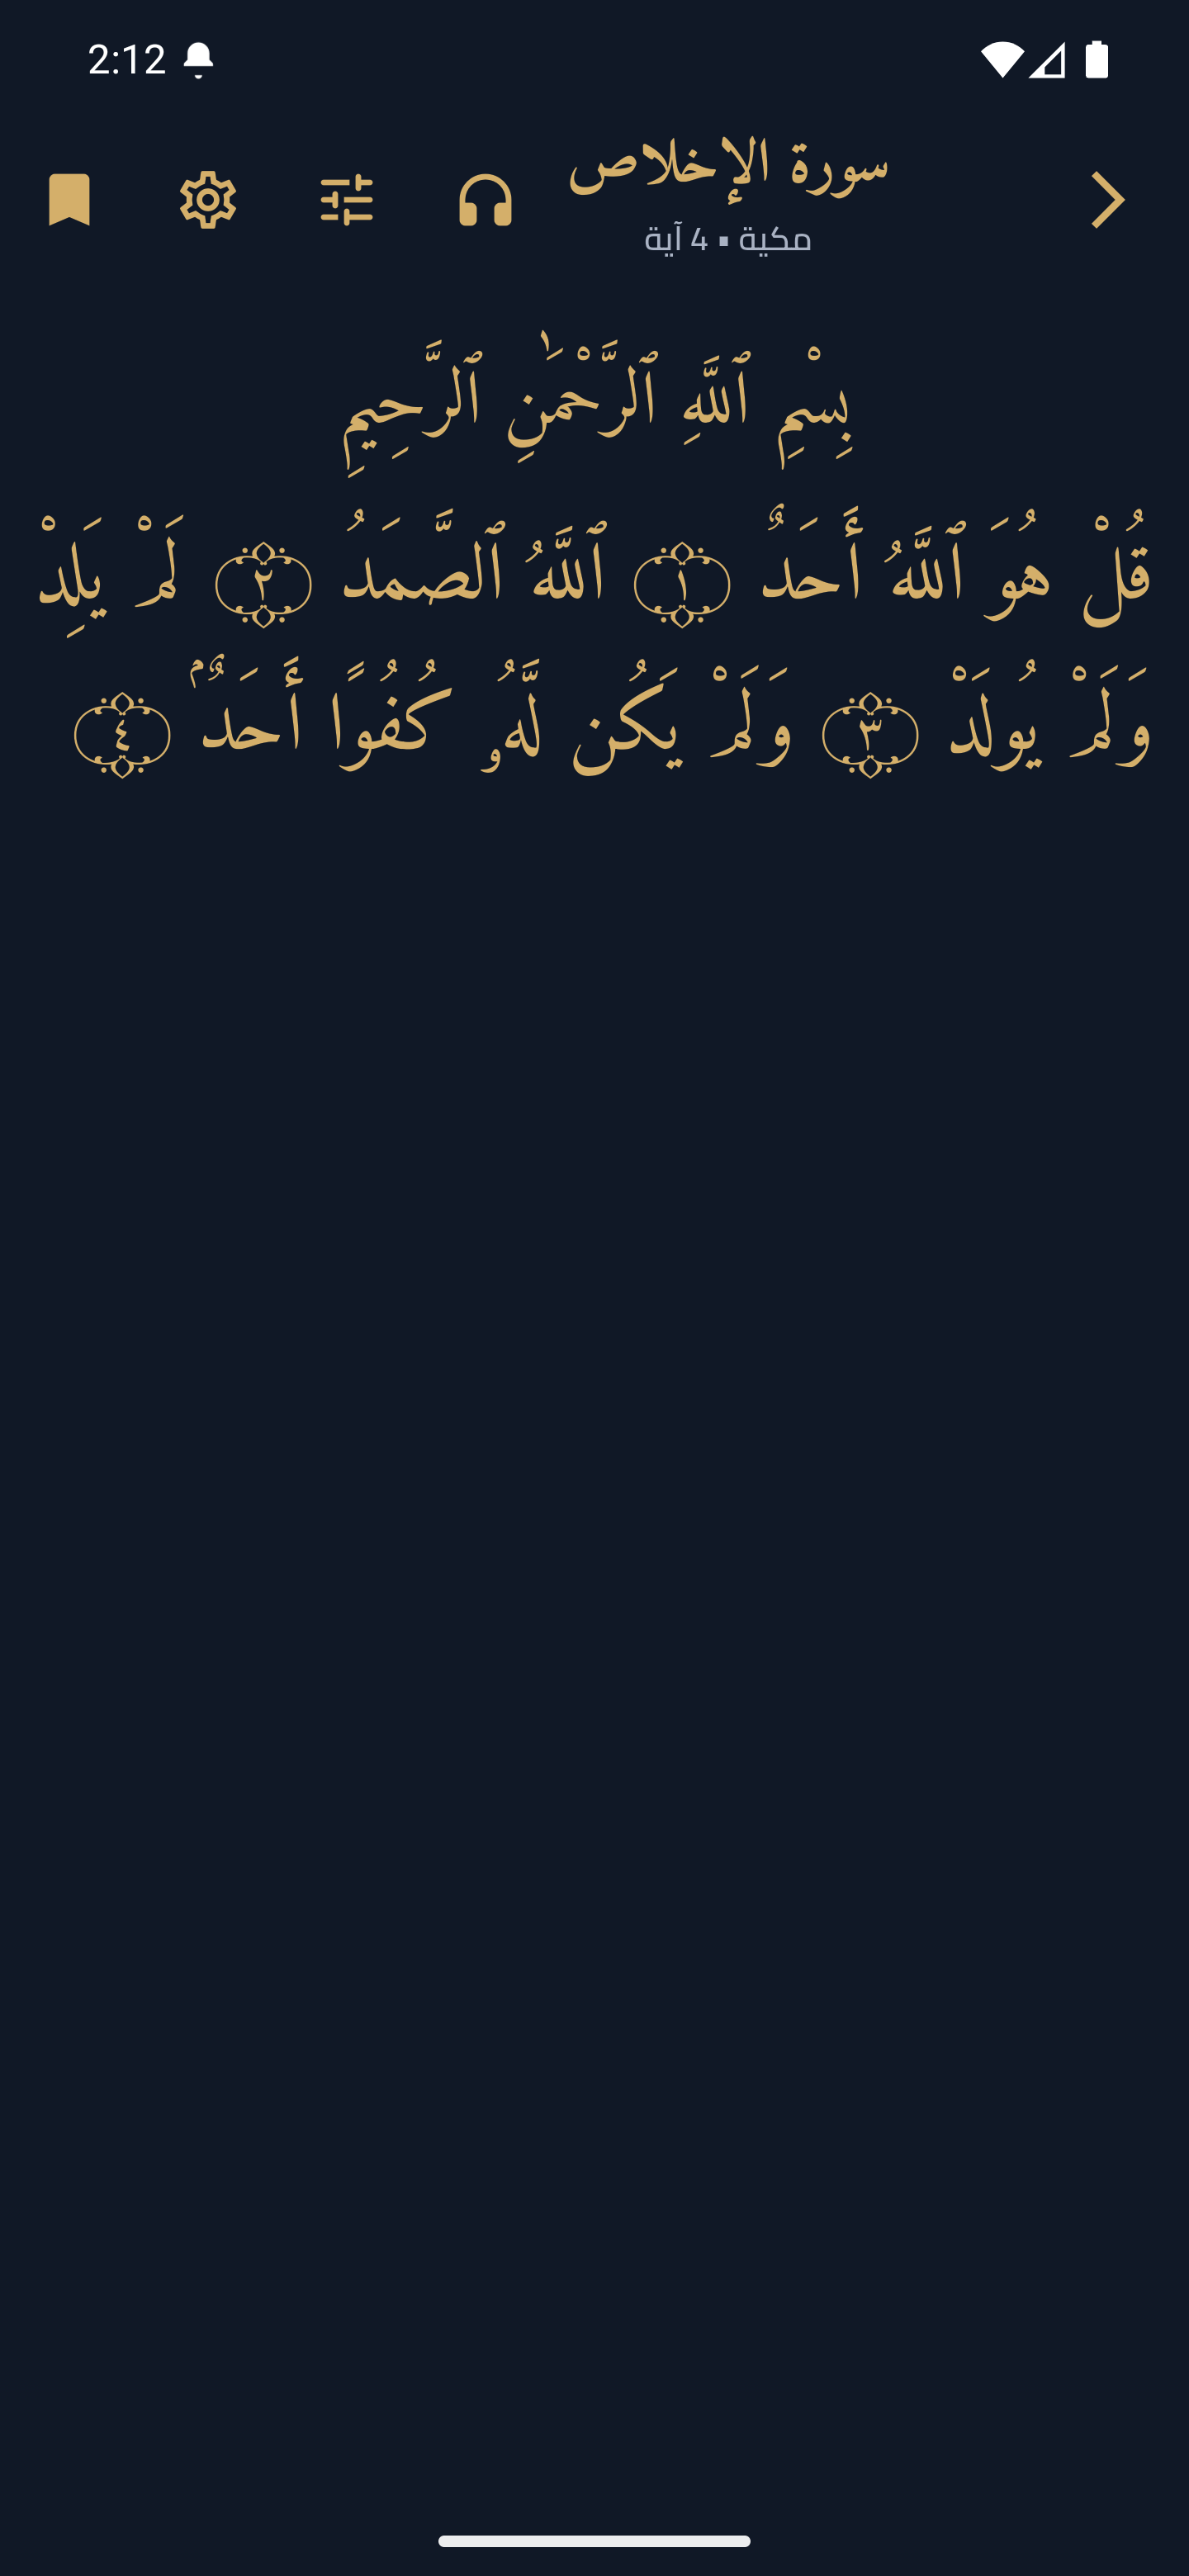 2:12
سورة الإخلاص
مكية ▪ 4 آية
بِسْمِ ٱللَّهِ ٱلرَّحْمَٰنِ ٱلرَّحِيمِ
قُلْ هُوَ ٱللَّهُ أَحَدٌ ١ ٱللَّهُ ٱلصَّمَدُ ٢ لَمْ يَلِدْ
وَلَمْ يُولَدْ ٣ وَلَمْ يَكُن لَّهُۥ كُفُوًا أَحَدٌۢ ٤